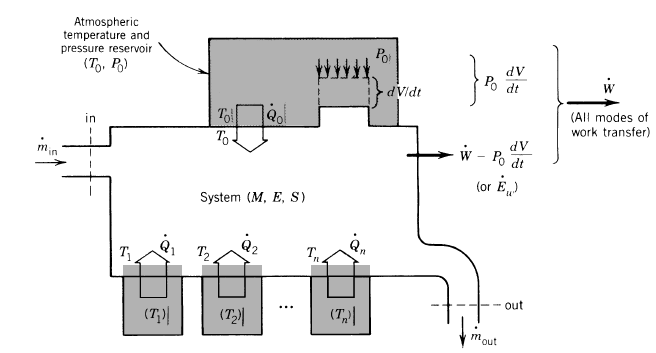 Atmospheric
temperature and
pressure reservoir
(T₀, P₀)
P₀
dV/dt
P₀ dV/dt
Ẇ
(All modes of
work transfer)
T₀ Q̇₀
T₀
in
ṁin
Ẇ − P₀ dV/dt
(or Ėu)
System (M, E, S)
T₁ Q̇₁ T₂ Q̇₂ Tn Q̇n
(T₁) (T₂) ... (Tn)
out
ṁout